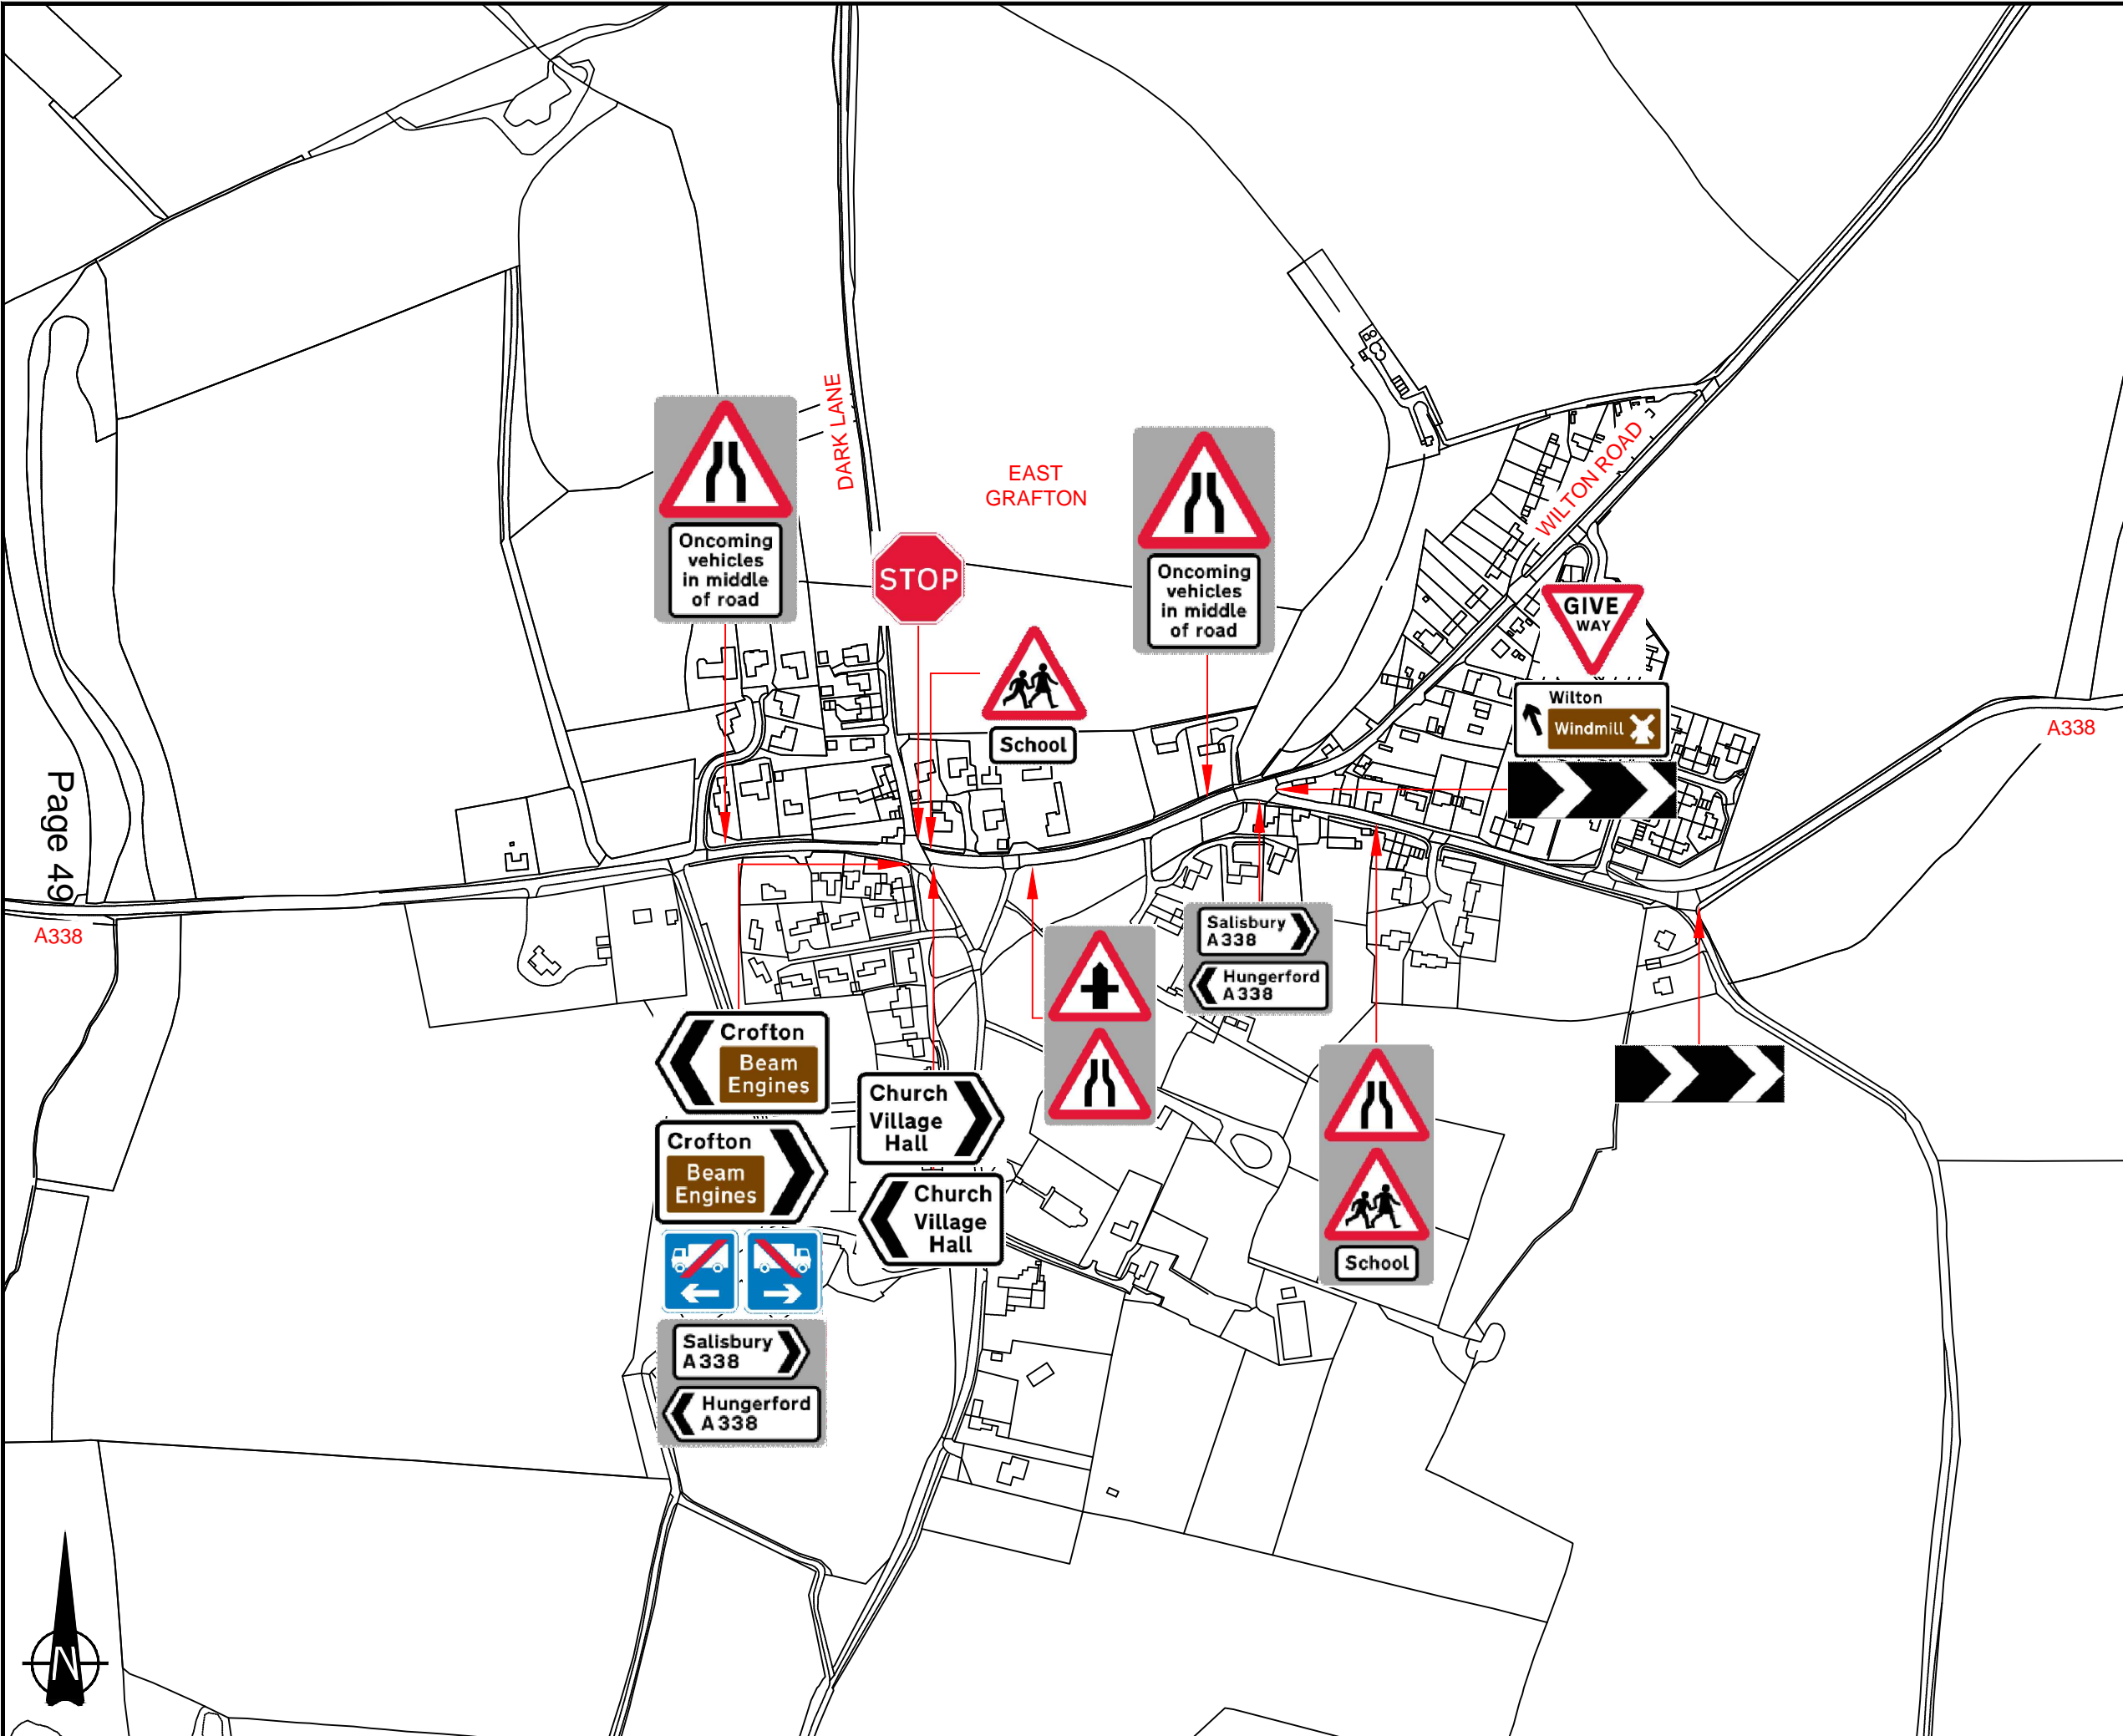 DARK LANE
EAST
GRAFTON
WILTON ROAD
Oncoming
vehicles
in middle
of road
STOP
Oncoming
vehicles
in middle
of road
School
GIVE
WAY
Wilton
Windmill
A338
Page 49
A338
Salisbury
A338
Hungerford
A338
Crofton
Beam
Engines
Church
Village
Hall
Crofton
Beam
Engines
Church
Village
Hall
School
Salisbury
A338
Hungerford
A338
N